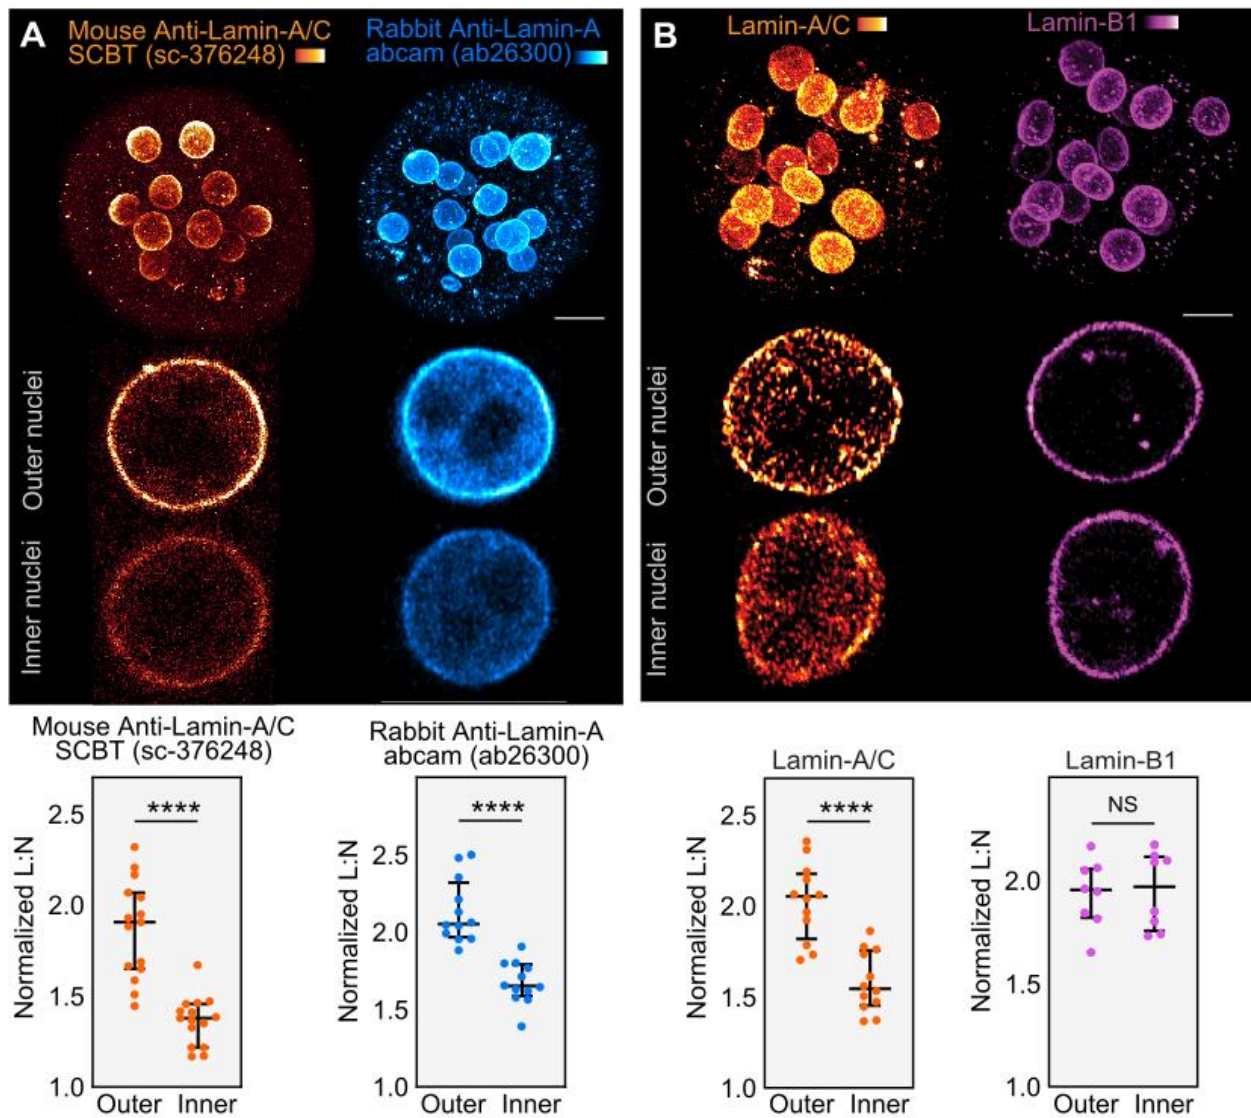 A
Mouse Anti-Lamin-A/C
SCBT (sc-376248)
Rabbit Anti-Lamin-A
abcam (ab26300)
B
Lamin-A/C
Lamin-B1
Outer nuclei
Inner nuclei
Outer nuclei
Inner nuclei
Mouse Anti-Lamin-A/C
SCBT (sc-376248)
Normalized L:N
2.5
2.0
1.5
1.0
****
Outer Inner
Rabbit Anti-Lamin-A
abcam (ab26300)
Normalized L:N
2.5
2.0
1.5
1.0
****
Outer Inner
Lamin-A/C
Normalized L:N
2.5
2.0
1.5
1.0
****
Outer Inner
Lamin-B1
Normalized L:N
2.0
1.5
1.0
NS
Outer Inner